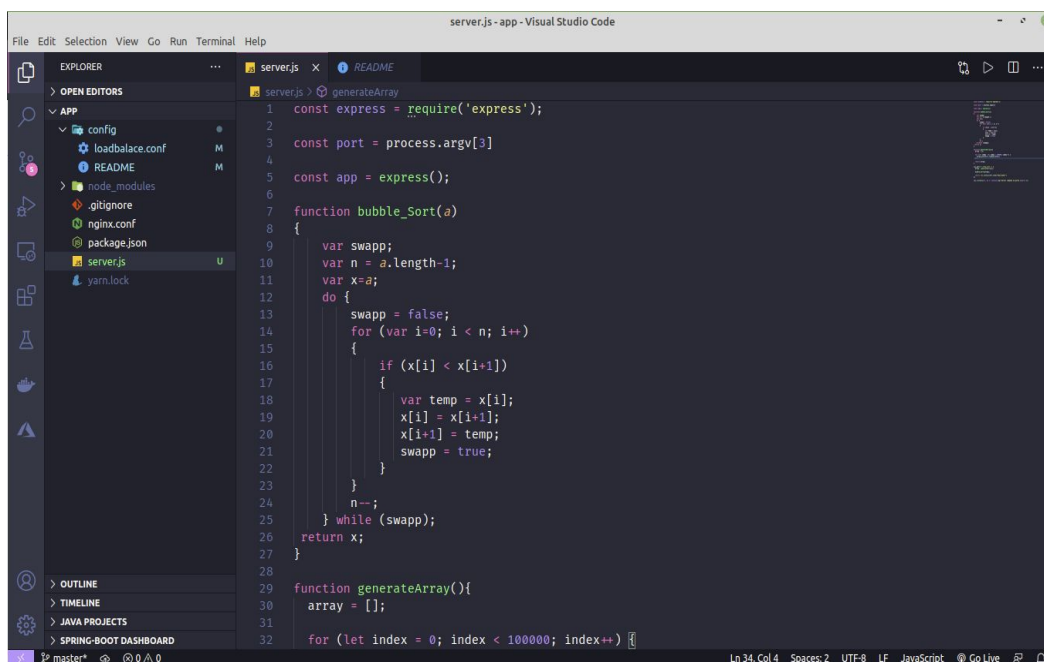 server.js - app - Visual Studio Code
File Edit Selection View Go Run Terminal Help
EXPLORER ...
OPEN EDITORS
APP
config
loadbalace.conf M
README M
node_modules
.gitignore
nginx.conf
package.json
server.js U
yarn.lock
OUTLINE
TIMELINE
JAVA PROJECTS
SPRING-BOOT DASHBOARD
JS server.js X README
JS server.js > generateArray
1 const express = require('express');
2
3 const port = process.argv[3]
4
5 const app = express();
6
7 function bubble_Sort(a)
8 {
9 var swapp;
10 var n = a.length-1;
11 var x=a;
12 do {
13 swapp = false;
14 for (var i=0; i < n; i++)
15 {
16 if (x[i] < x[i+1])
17 {
18 var temp = x[i];
19 x[i] = x[i+1];
20 x[i+1] = temp;
21 swapp = true;
22 }
23 }
24 n--;
25 } while (swapp);
26 return x;
27 }
28
29 function generateArray(){
30 array = [];
31
32 for (let index = 0; index < 100000; index++) {
master* 0 0 Ln 34, Col 4 Spaces: 2 UTF-8 LF JavaScript Go Live